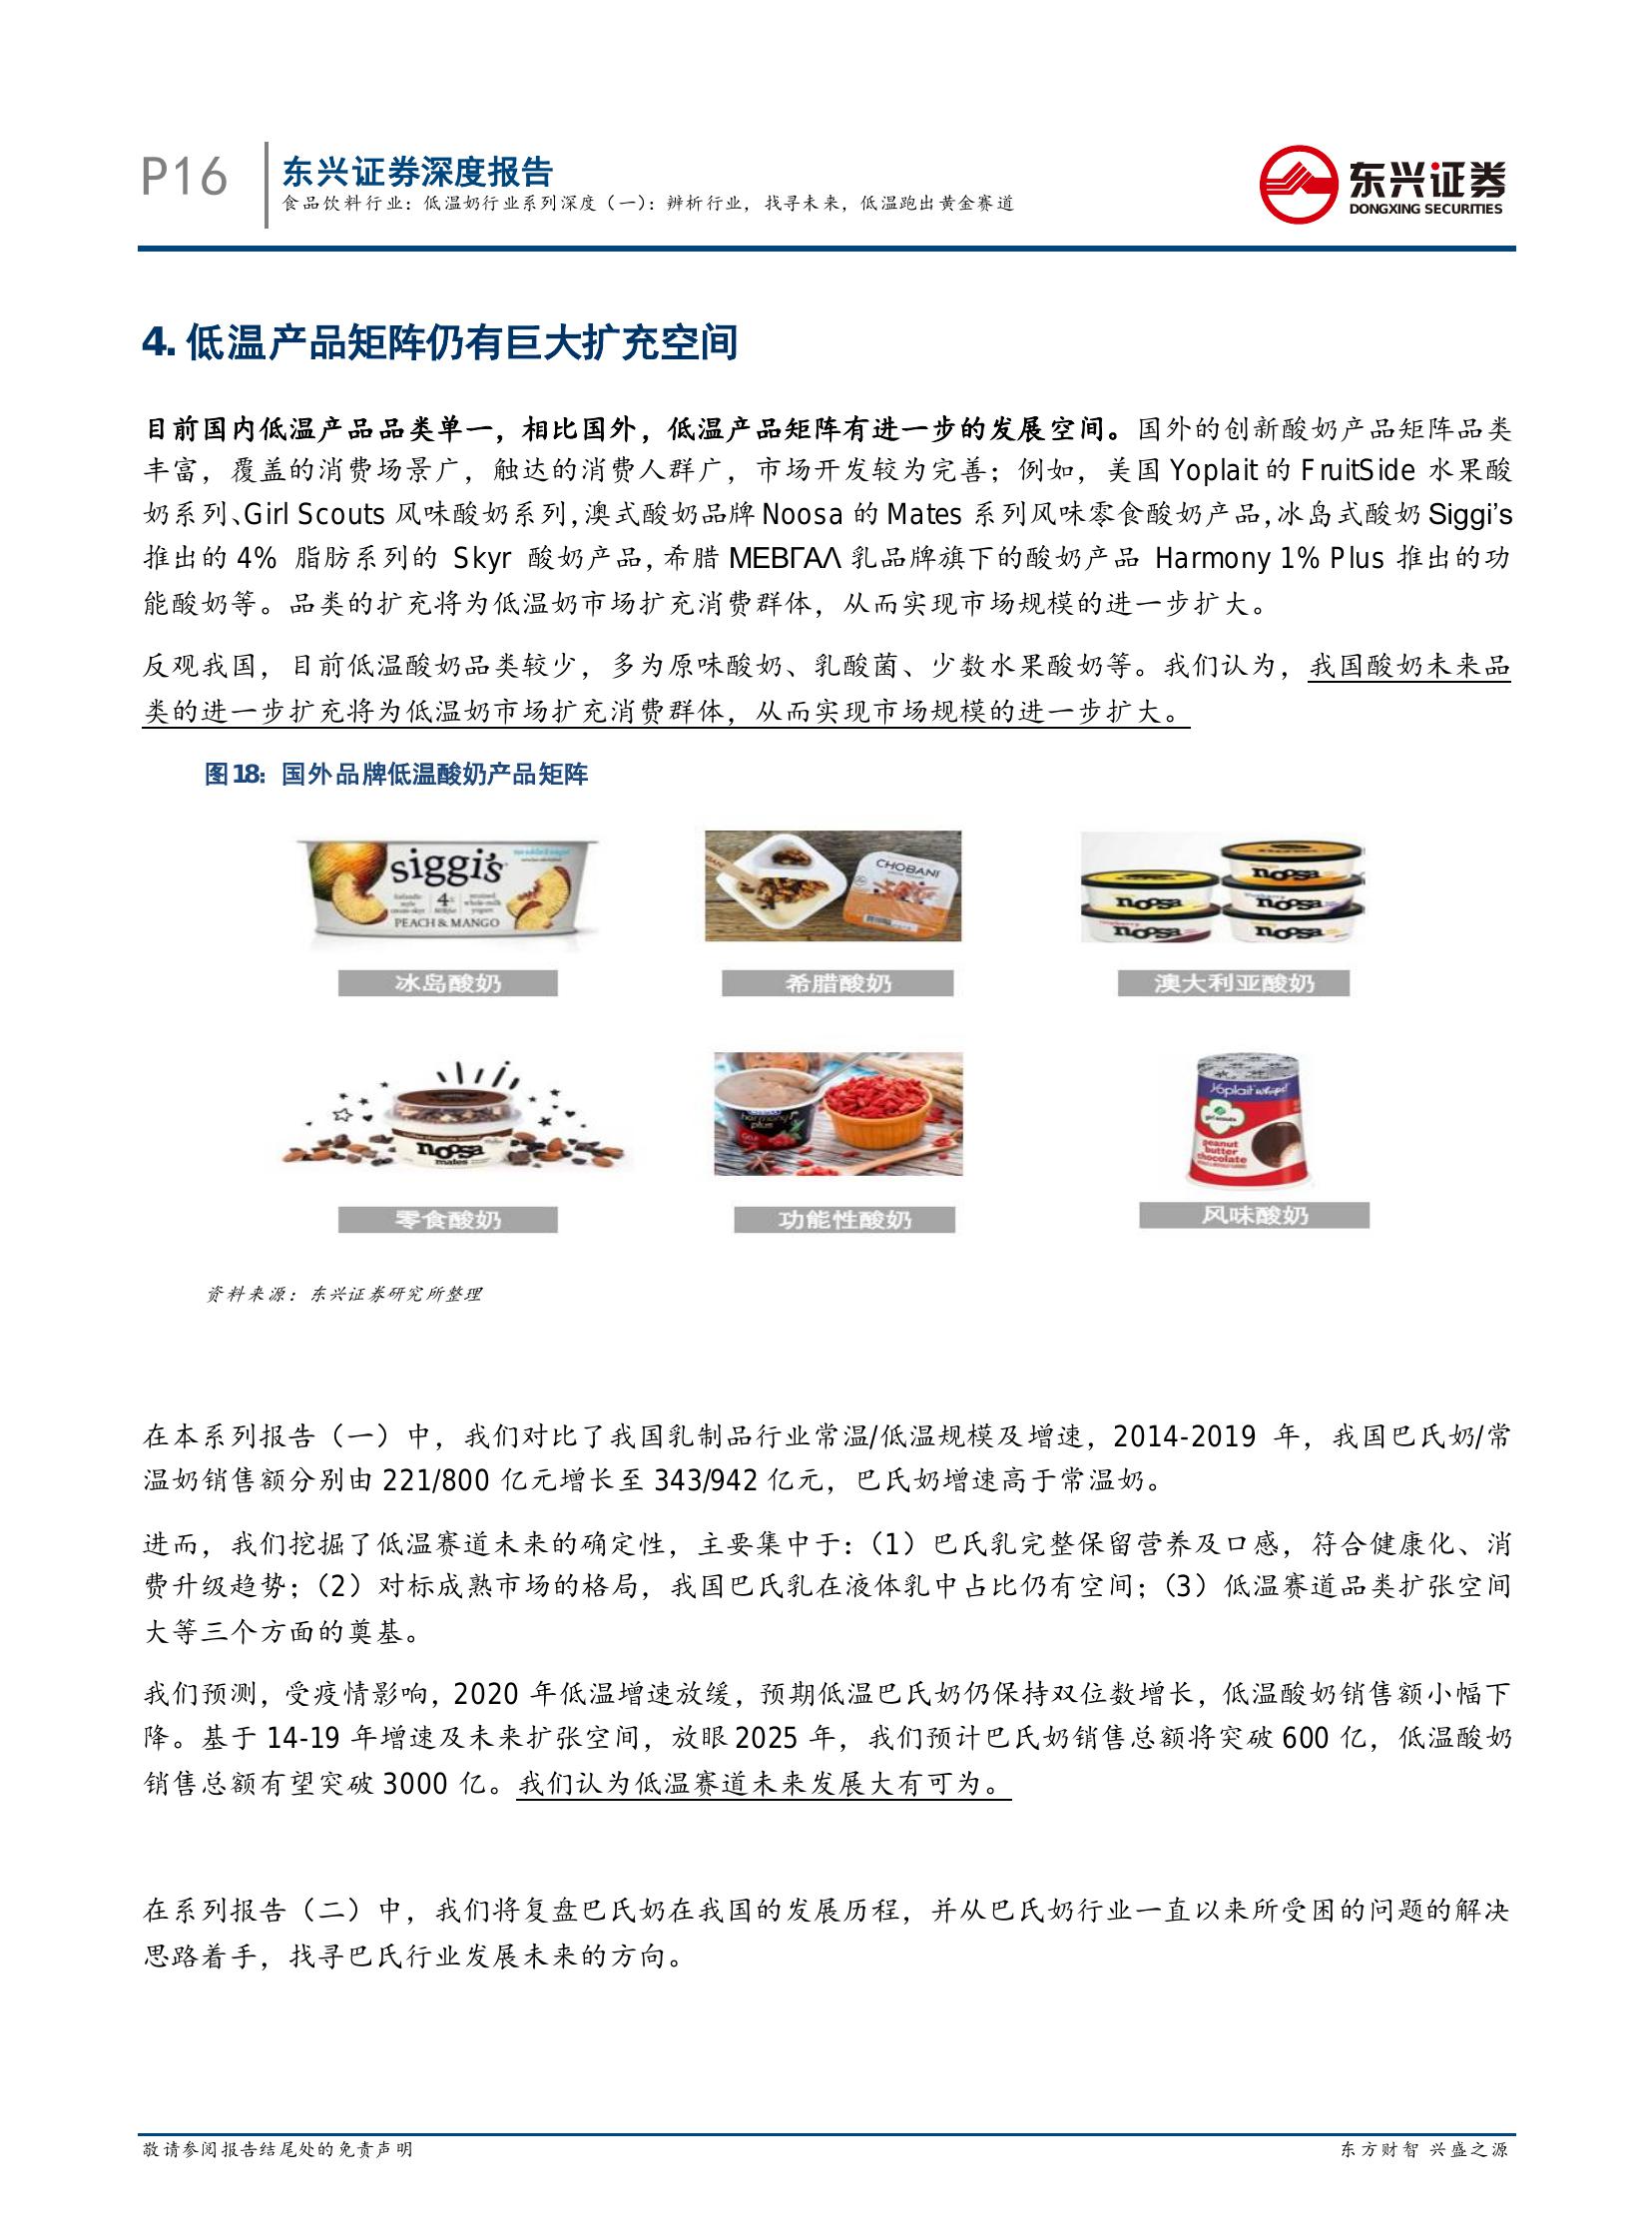 P16
东兴证券深度报告
食品饮料行业：低温奶行业系列深度（一）：辨析行业，找寻未来，低温跑出黄金赛道
东兴证券
DONGXING SECURITIES
4. 低温产品矩阵仍有巨大扩充空间
目前国内低温产品品类单一，相比国外，低温产品矩阵有进一步的发展空间。国外的创新酸奶产品矩阵品类
丰富，覆盖的消费场景广，触达的消费人群广，市场开发较为完善；例如，美国 Yoplait 的 FruitSide 水果酸
奶系列、Girl Scouts 风味酸奶系列，澳式酸奶品牌 Noosa 的 Mates 系列风味零食酸奶产品，冰岛式酸奶 Siggi’s
推出的 4% 脂肪系列的 Skyr 酸奶产品，希腊 ΜΕΒΓΑΛ 乳品牌旗下的酸奶产品 Harmony 1% Plus 推出的功
能酸奶等。品类的扩充将为低温奶市场扩充消费群体，从而实现市场规模的进一步扩大。
反观我国，目前低温酸奶品类较少，多为原味酸奶、乳酸菌、少数水果酸奶等。我们认为，我国酸奶未来品
类的进一步扩充将为低温奶市场扩充消费群体，从而实现市场规模的进一步扩大。
图 18：国外品牌低温酸奶产品矩阵
siggi's
4%
PEACH & MANGO
CHOBANI
noosa
noosa
noosa
noosa
noosa
冰岛酸奶
希腊酸奶
澳大利亚酸奶
noosa
mates
harmony
plus
Yoplait Whips!
girl scouts
peanut
butter
chocolate
零食酸奶
功能性酸奶
风味酸奶
资料来源：东兴证券研究所整理
在本系列报告（一）中，我们对比了我国乳制品行业常温/低温规模及增速，2014-2019 年，我国巴氏奶/常
温奶销售额分别由 221/800 亿元增长至 343/942 亿元，巴氏奶增速高于常温奶。
进而，我们挖掘了低温赛道未来的确定性，主要集中于：（1）巴氏乳完整保留营养及口感，符合健康化、消
费升级趋势；（2）对标成熟市场的格局，我国巴氏乳在液体乳中占比仍有空间；（3）低温赛道品类扩张空间
大等三个方面的奠基。
我们预测，受疫情影响，2020 年低温增速放缓，预期低温巴氏奶仍保持双位数增长，低温酸奶销售额小幅下
降。基于 14-19 年增速及未来扩张空间，放眼 2025 年，我们预计巴氏奶销售总额将突破 600 亿，低温酸奶
销售总额有望突破 3000 亿。我们认为低温赛道未来发展大有可为。
在系列报告（二）中，我们将复盘巴氏奶在我国的发展历程，并从巴氏奶行业一直以来所受困的问题的解决
思路着手，找寻巴氏行业发展未来的方向。
敬请参阅报告结尾处的免责声明
东方财智 兴盛之源